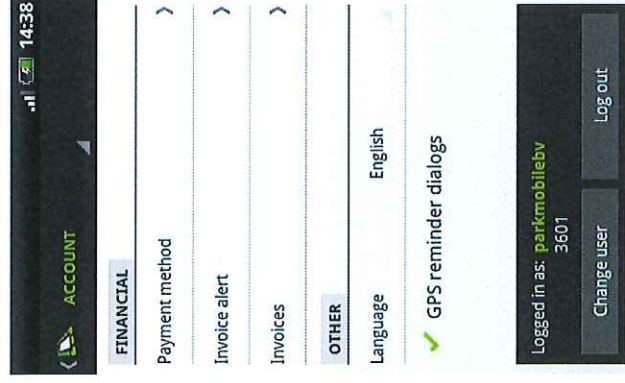 14:38
ACCOUNT
FINANCIAL
Payment method
Invoice alert
Invoices
OTHER
Language English
GPS reminder dialogs
Logged in as: parkmobilebv
3601
Change user Log out